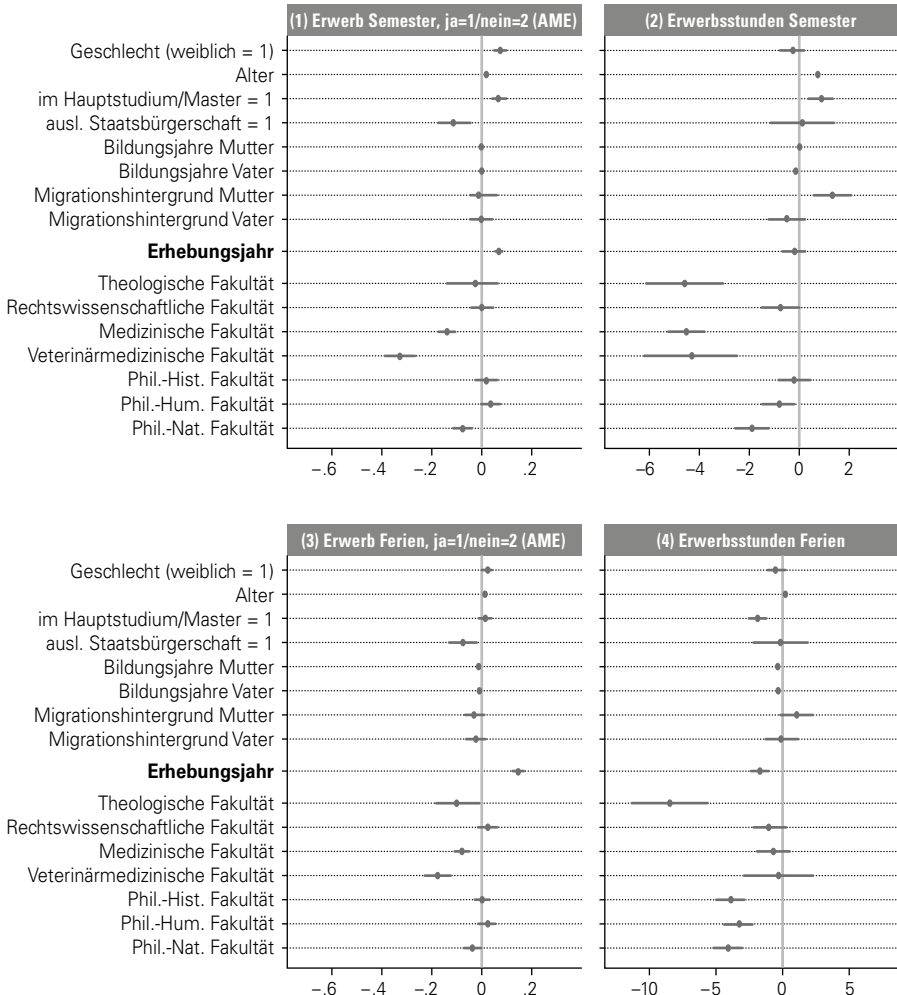 (1) Erwerb Semester, ja=1/nein=2 (AME)
(2) Erwerbsstunden Semester
Geschlecht (weiblich = 1)
Alter
im Hauptstudium/Master = 1
ausl. Staatsbürgerschaft = 1
Bildungsjahre Mutter
Bildungsjahre Vater
Migrationshintergrund Mutter
Migrationshintergrund Vater
Erhebungsjahr
Theologische Fakultät
Rechtswissenschaftliche Fakultät
Medizinische Fakultät
Veterinärmedizinische Fakultät
Phil.-Hist. Fakultät
Phil.-Hum. Fakultät
Phil.-Nat. Fakultät
–.6 –.4 –.2 0 .2
–6 –4 –2 0 2
(3) Erwerb Ferien, ja=1/nein=2 (AME)
(4) Erwerbsstunden Ferien
Geschlecht (weiblich = 1)
Alter
im Hauptstudium/Master = 1
ausl. Staatsbürgerschaft = 1
Bildungsjahre Mutter
Bildungsjahre Vater
Migrationshintergrund Mutter
Migrationshintergrund Vater
Erhebungsjahr
Theologische Fakultät
Rechtswissenschaftliche Fakultät
Medizinische Fakultät
Veterinärmedizinische Fakultät
Phil.-Hist. Fakultät
Phil.-Hum. Fakultät
Phil.-Nat. Fakultät
–.6 –.4 –.2 0 .2
–10 –5 0 5